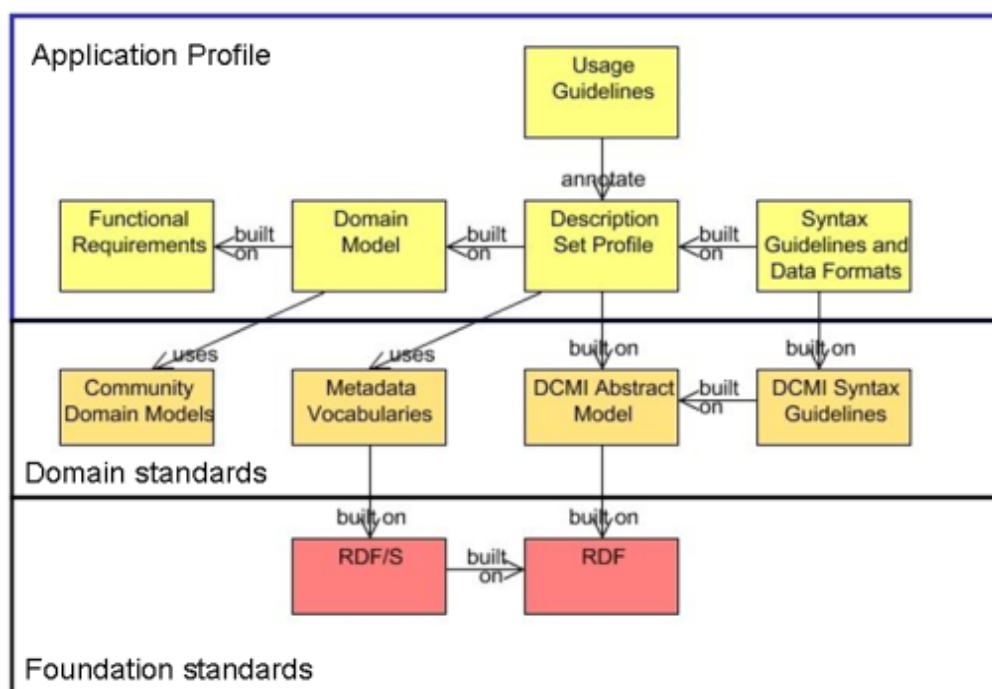 Application Profile
Usage
Guidelines
annotate
Functional
Requirements
built
on
Domain
Model
built
on
Description
Set Profile
built
on
Syntax
Guidelines and
Data Formats
uses
uses
built on
built on
Community
Domain Models
Metadata
Vocabularies
DCMI Abstract
Model
built
on
DCMI Syntax
Guidelines
Domain standards
built on
built on
RDF/S
built
on
RDF
Foundation standards